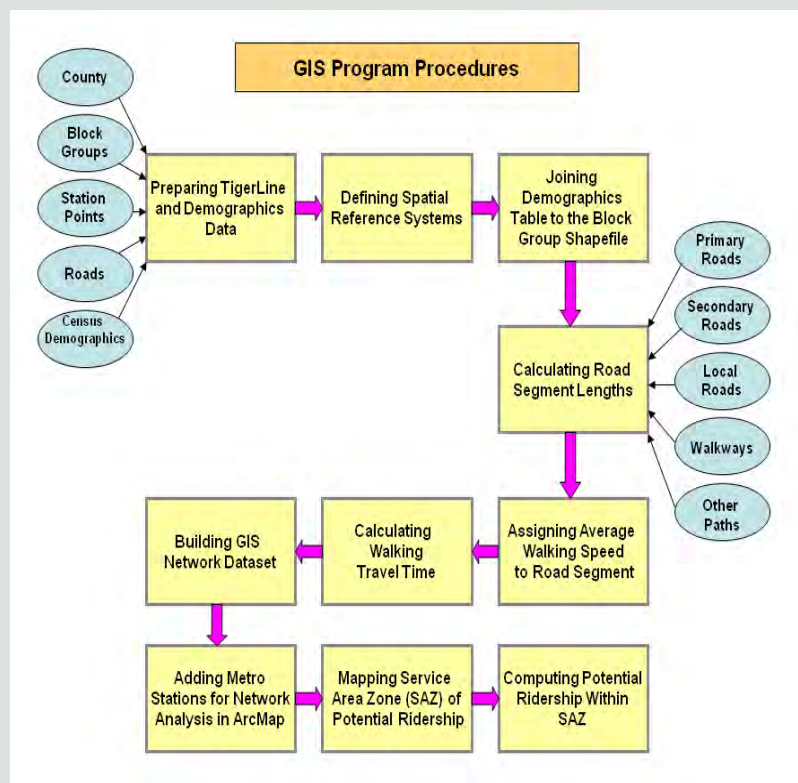 GIS Program Procedures
County
Block
Groups
Station
Points
Roads
Census
Demographics
Preparing TigerLine
and Demographics
Data
Defining Spatial
Reference Systems
Joining
Demographics
Table to the Block
Group Shapefile
Primary
Roads
Secondary
Roads
Local
Roads
Walkways
Other
Paths
Calculating Road
Segment Lengths
Assigning Average
Walking Speed
to Road Segment
Calculating
Walking
Travel Time
Building GIS
Network Dataset
Adding Metro
Stations for Network
Analysis in ArcMap
Mapping Service
Area Zone (SAZ) of
Potential Ridership
Computing Potential
Ridership Within
SAZ